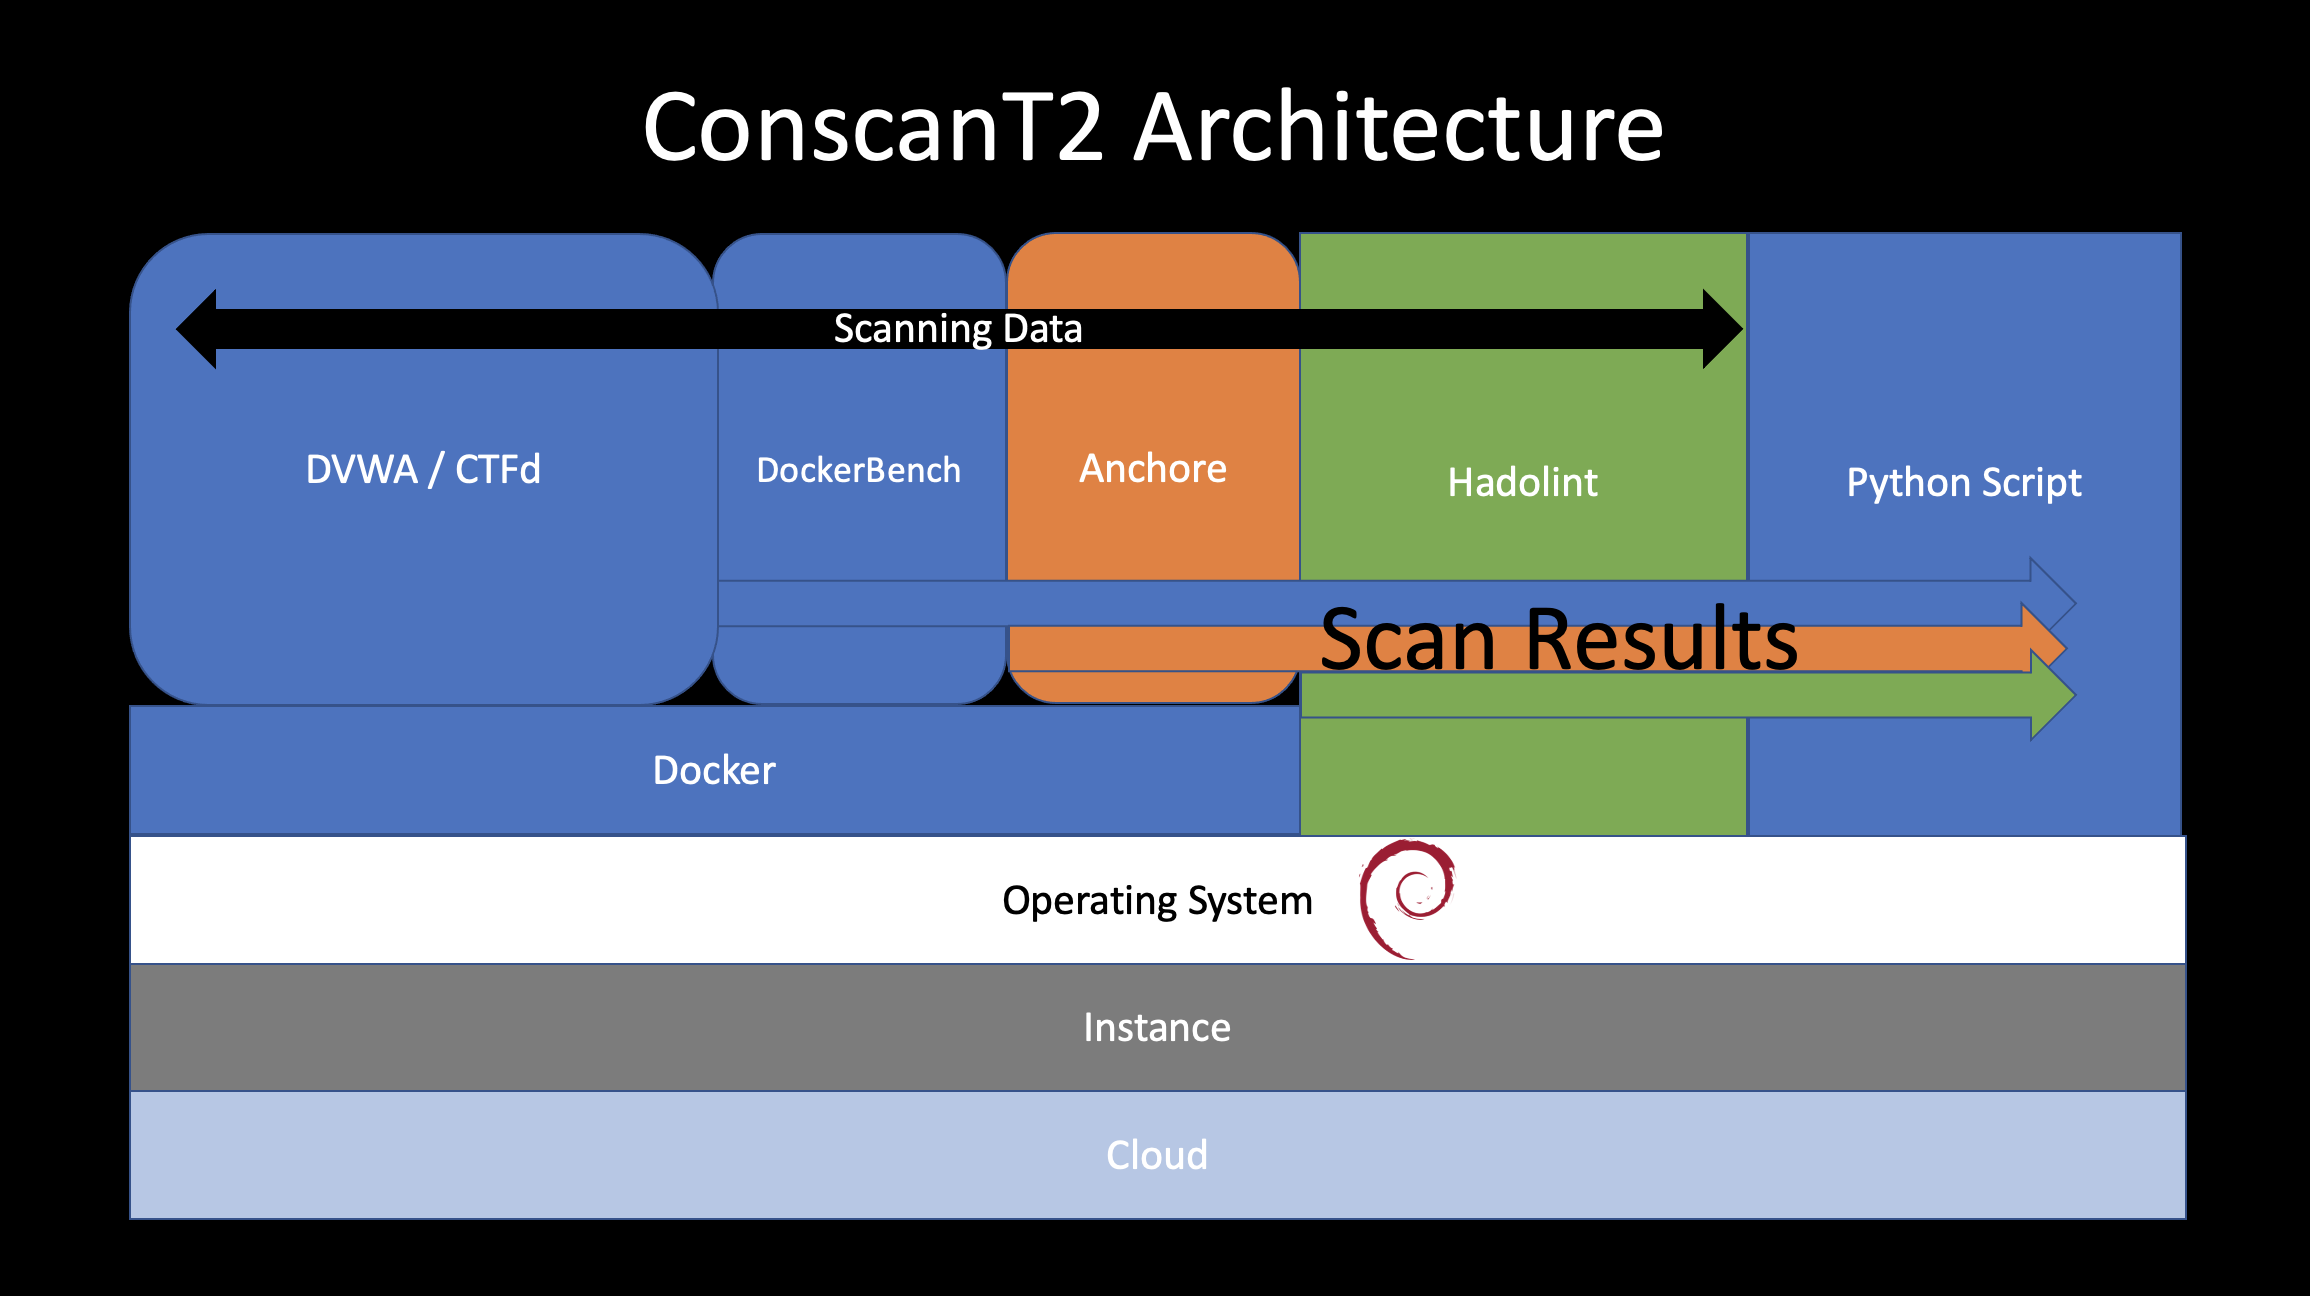 ConscanT2 Architecture
Scanning Data
DVWA / CTFd
DockerBench
Anchore
Hadolint
Python Script
Scan Results
Docker
Operating System
Instance
Cloud